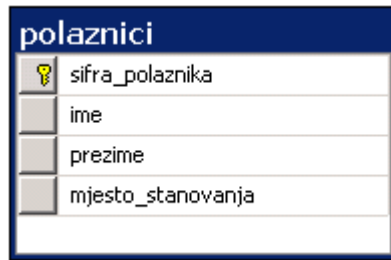 polaznici
sifra_polaznika
ime
prezime
mjesto_stanovanja